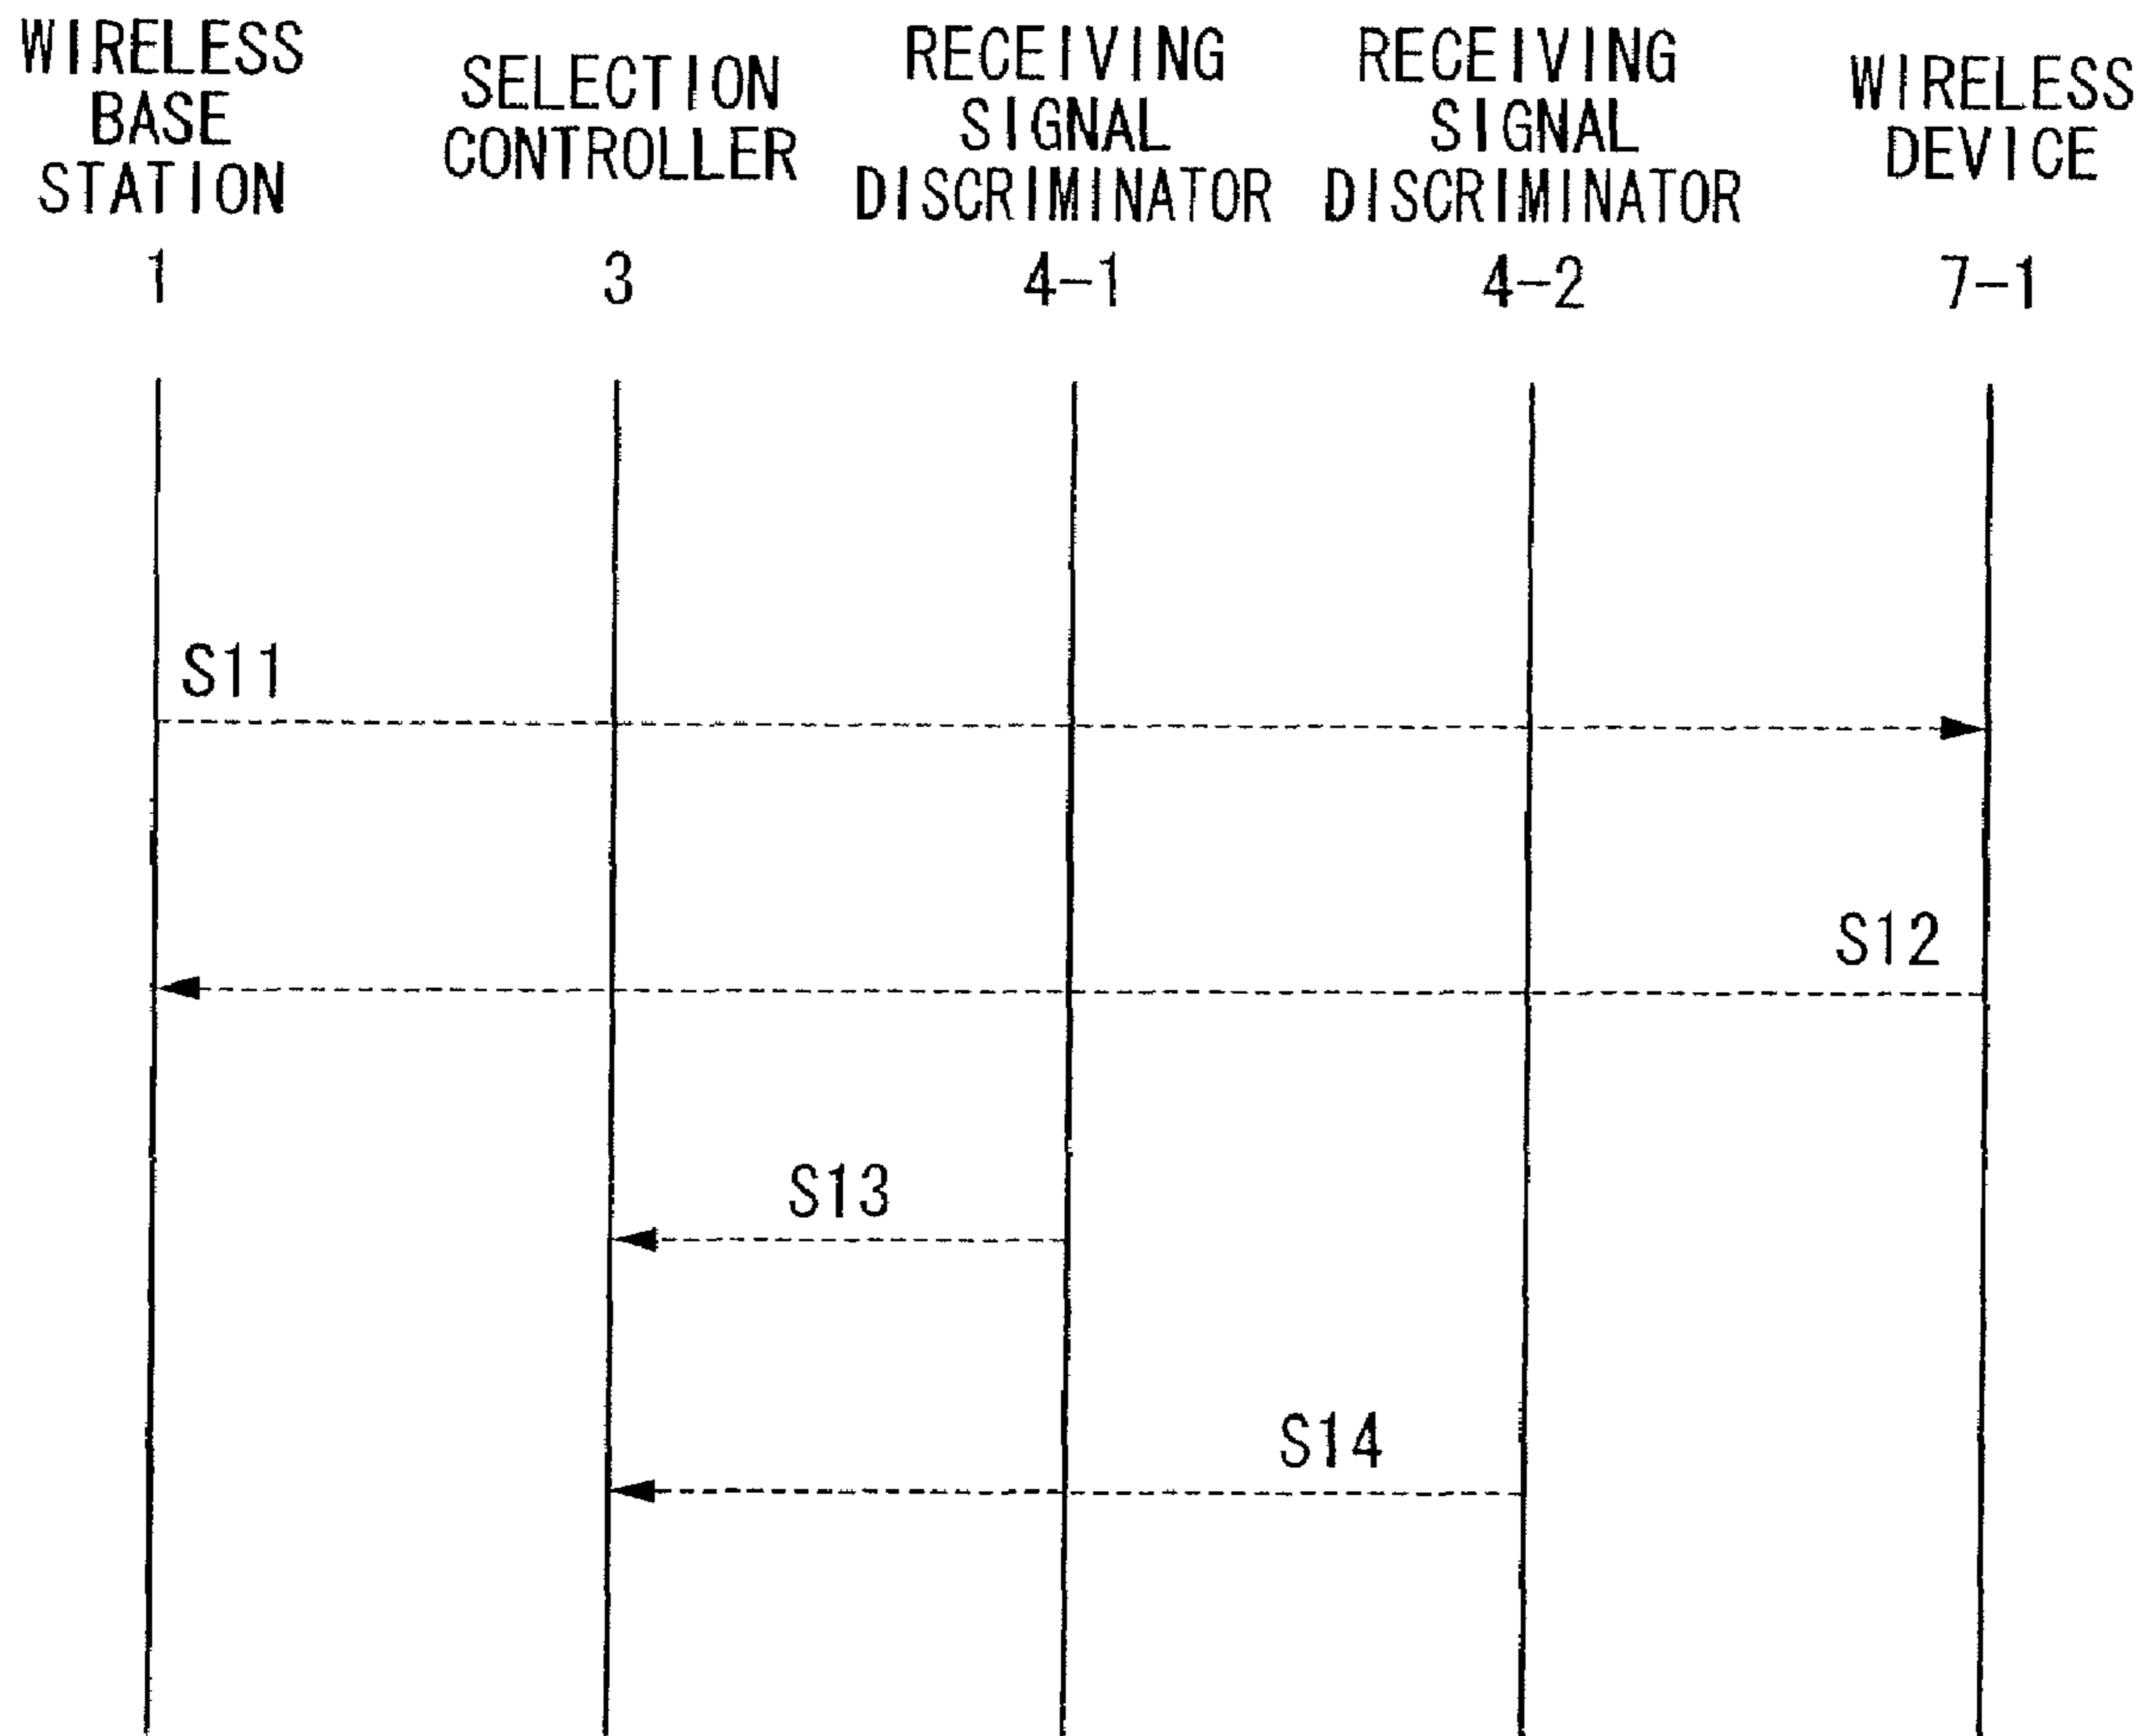 WIRELESS
BASE
STATION
1
SELECTION
CONTROLLER
3
RECEIVING
SIGNAL
DISCRIMINATOR
4-1
RECEIVING
SIGNAL
DISCRIMINATOR
4-2
WIRELESS
DEVICE
7-1
S11
S12
S13
S14